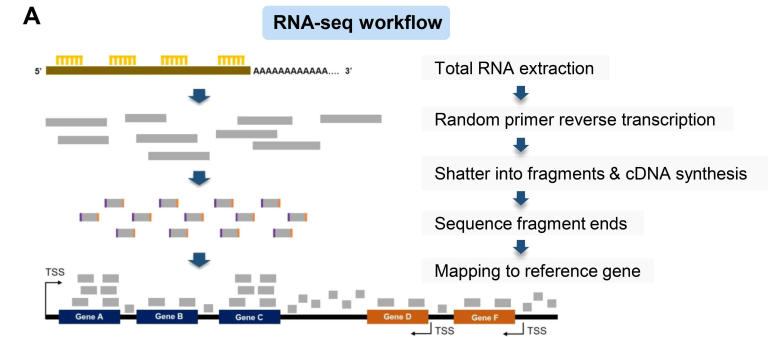 A
RNA-seq workflow
5' AAAAAAAAAAAA.... 3'
Total RNA extraction
Random primer reverse transcription
Shatter into fragments & cDNA synthesis
Sequence fragment ends
Mapping to reference gene
TSS
Gene A Gene B Gene C Gene D Gene F
TSS TSS